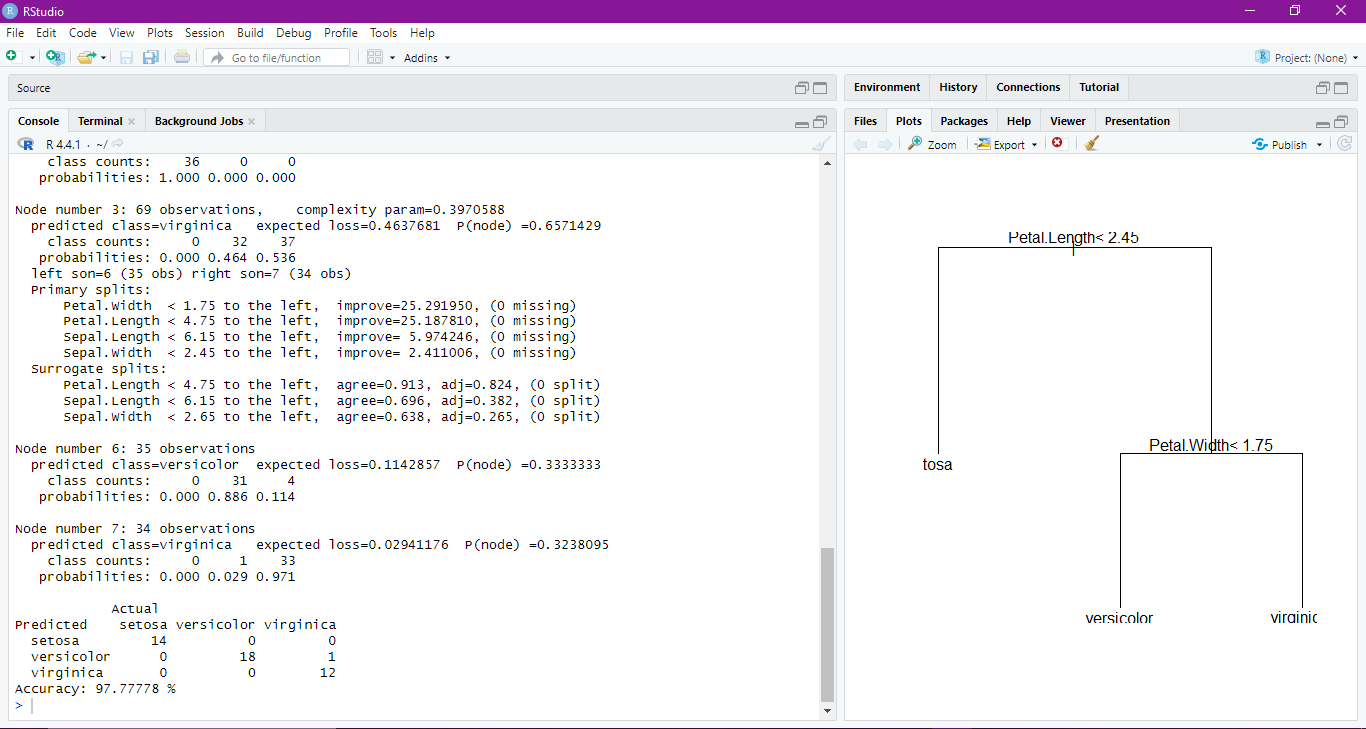 RStudio
File Edit Code View Plots Session Build Debug Profile Tools Help
Go to file/function Addins Project: (None)
Source
Console Terminal Background Jobs
R 4.4.1 · ~/
    class counts:    36     0     0
   probabilities: 1.000 0.000 0.000

Node number 3: 69 observations,    complexity param=0.3970588
  predicted class=virginica   expected loss=0.4637681  P(node) =0.6571429
    class counts:     0    32    37
   probabilities: 0.000 0.464 0.536
  left son=6 (35 obs) right son=7 (34 obs)
  Primary splits:
      Petal.Width  < 1.75 to the left,  improve=25.291950, (0 missing)
      Petal.Length < 4.75 to the left,  improve=25.187810, (0 missing)
      Sepal.Length < 6.15 to the left,  improve= 5.974246, (0 missing)
      Sepal.Width  < 2.45 to the left,  improve= 2.411006, (0 missing)
  Surrogate splits:
      Petal.Length < 4.75 to the left,  agree=0.913, adj=0.824, (0 split)
      Sepal.Length < 6.15 to the left,  agree=0.696, adj=0.382, (0 split)
      Sepal.Width  < 2.65 to the left,  agree=0.638, adj=0.265, (0 split)

Node number 6: 35 observations
  predicted class=versicolor  expected loss=0.1142857  P(node) =0.3333333
    class counts:     0    31     4
   probabilities: 0.000 0.886 0.114

Node number 7: 34 observations
  predicted class=virginica   expected loss=0.02941176  P(node) =0.3238095
    class counts:     0     1    33
   probabilities: 0.000 0.029 0.971

            Actual
Predicted    setosa versicolor virginica
  setosa         14          0         0
  versicolor      0         18         1
  virginica       0          0        12
Accuracy: 97.77778 %
>
Environment History Connections Tutorial
Files Plots Packages Help Viewer Presentation
Zoom Export Publish
Petal.Length< 2.45
Petal.Width< 1.75
tosa
versicolor virginic